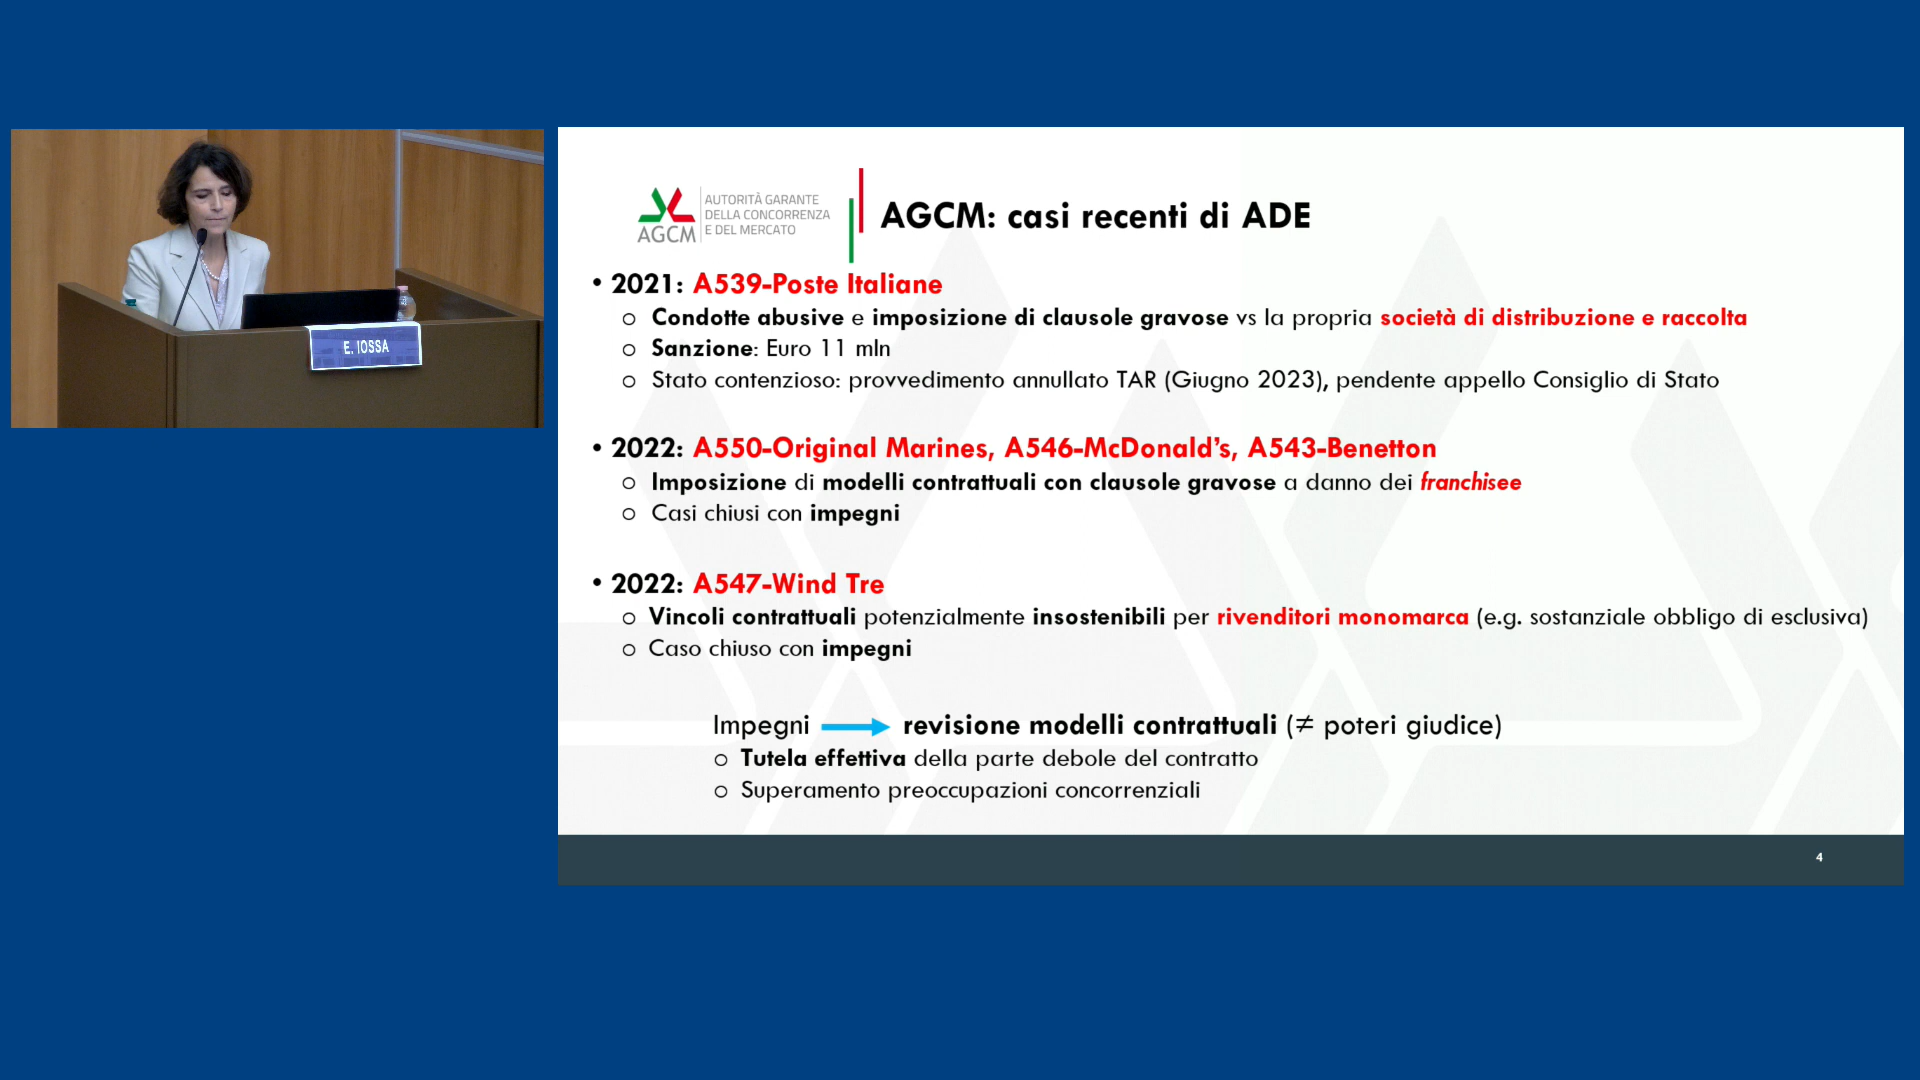 E. IOSSA
AGCM
AUTORITÀ GARANTE
DELLA CONCORRENZA
E DEL MERCATO
AGCM: casi recenti di ADE
• 2021: A539-Poste Italiane
o Condotte abusive e imposizione di clausole gravose vs la propria società di distribuzione e raccolta
o Sanzione: Euro 11 mln
o Stato contenzioso: provvedimento annullato TAR (Giugno 2023), pendente appello Consiglio di Stato
• 2022: A550-Original Marines, A546-McDonald's, A543-Benetton
o Imposizione di modelli contrattuali con clausole gravose a danno dei franchisee
o Casi chiusi con impegni
• 2022: A547-Wind Tre
o Vincoli contrattuali potenzialmente insostenibili per rivenditori monomarca (e.g. sostanziale obbligo di esclusiva)
o Caso chiuso con impegni
Impegni → revisione modelli contrattuali (≠ poteri giudice)
o Tutela effettiva della parte debole del contratto
o Superamento preoccupazioni concorrenziali
4